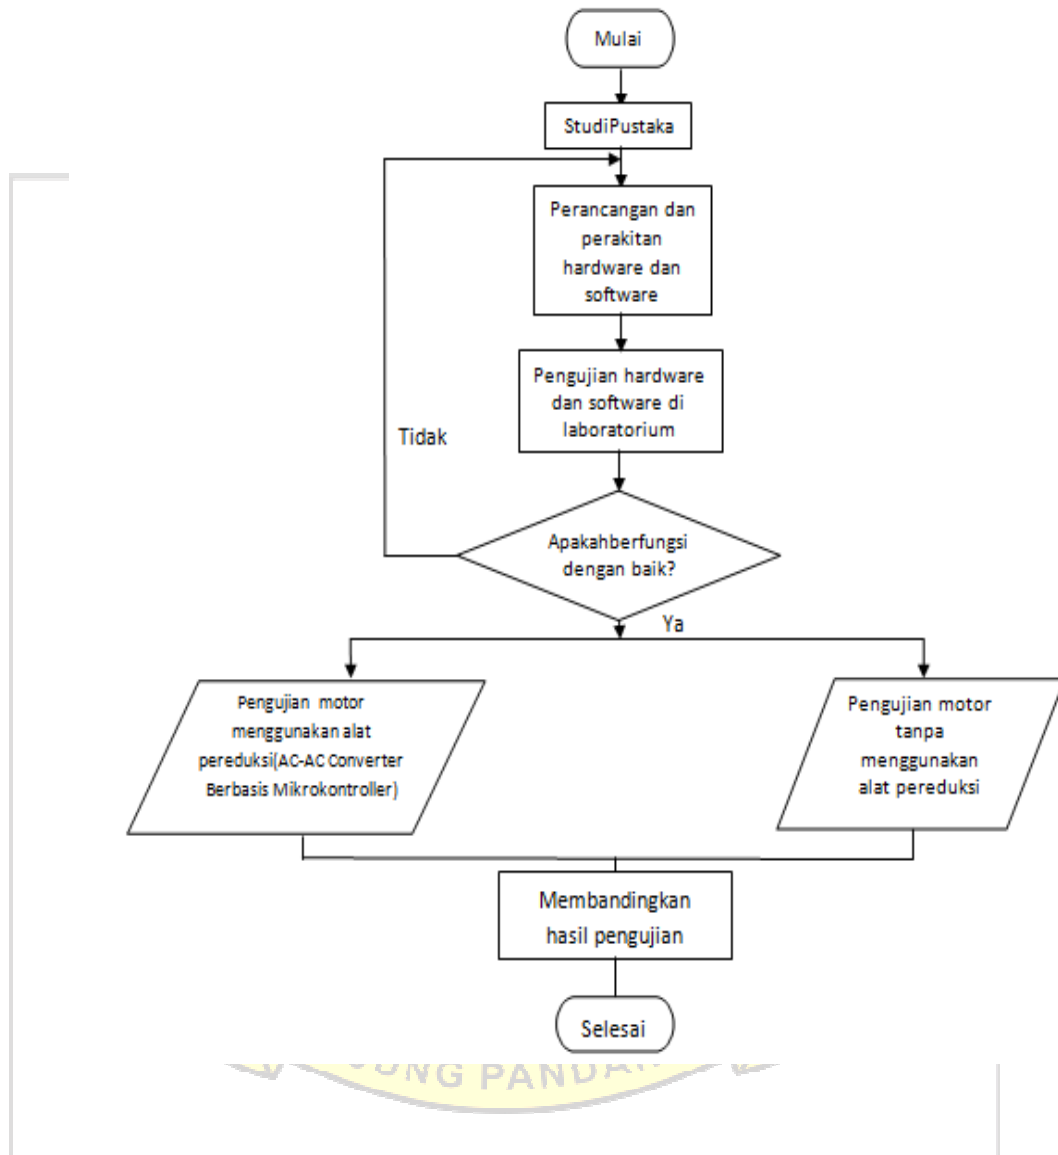 Mulai
StudiPustaka
Perancangan dan
perakitan
hardware dan
software
Pengujian hardware
dan software di
laboratorium
Tidak
Apakahberfungsi
dengan baik?
Ya
Pengujian motor
menggunakan alat
pereduksi(AC-AC Converter
Berbasis Mikrokontroller)
Pengujian motor
tanpa
menggunakan
alat pereduksi
Membandingkan
hasil pengujian
Selesai